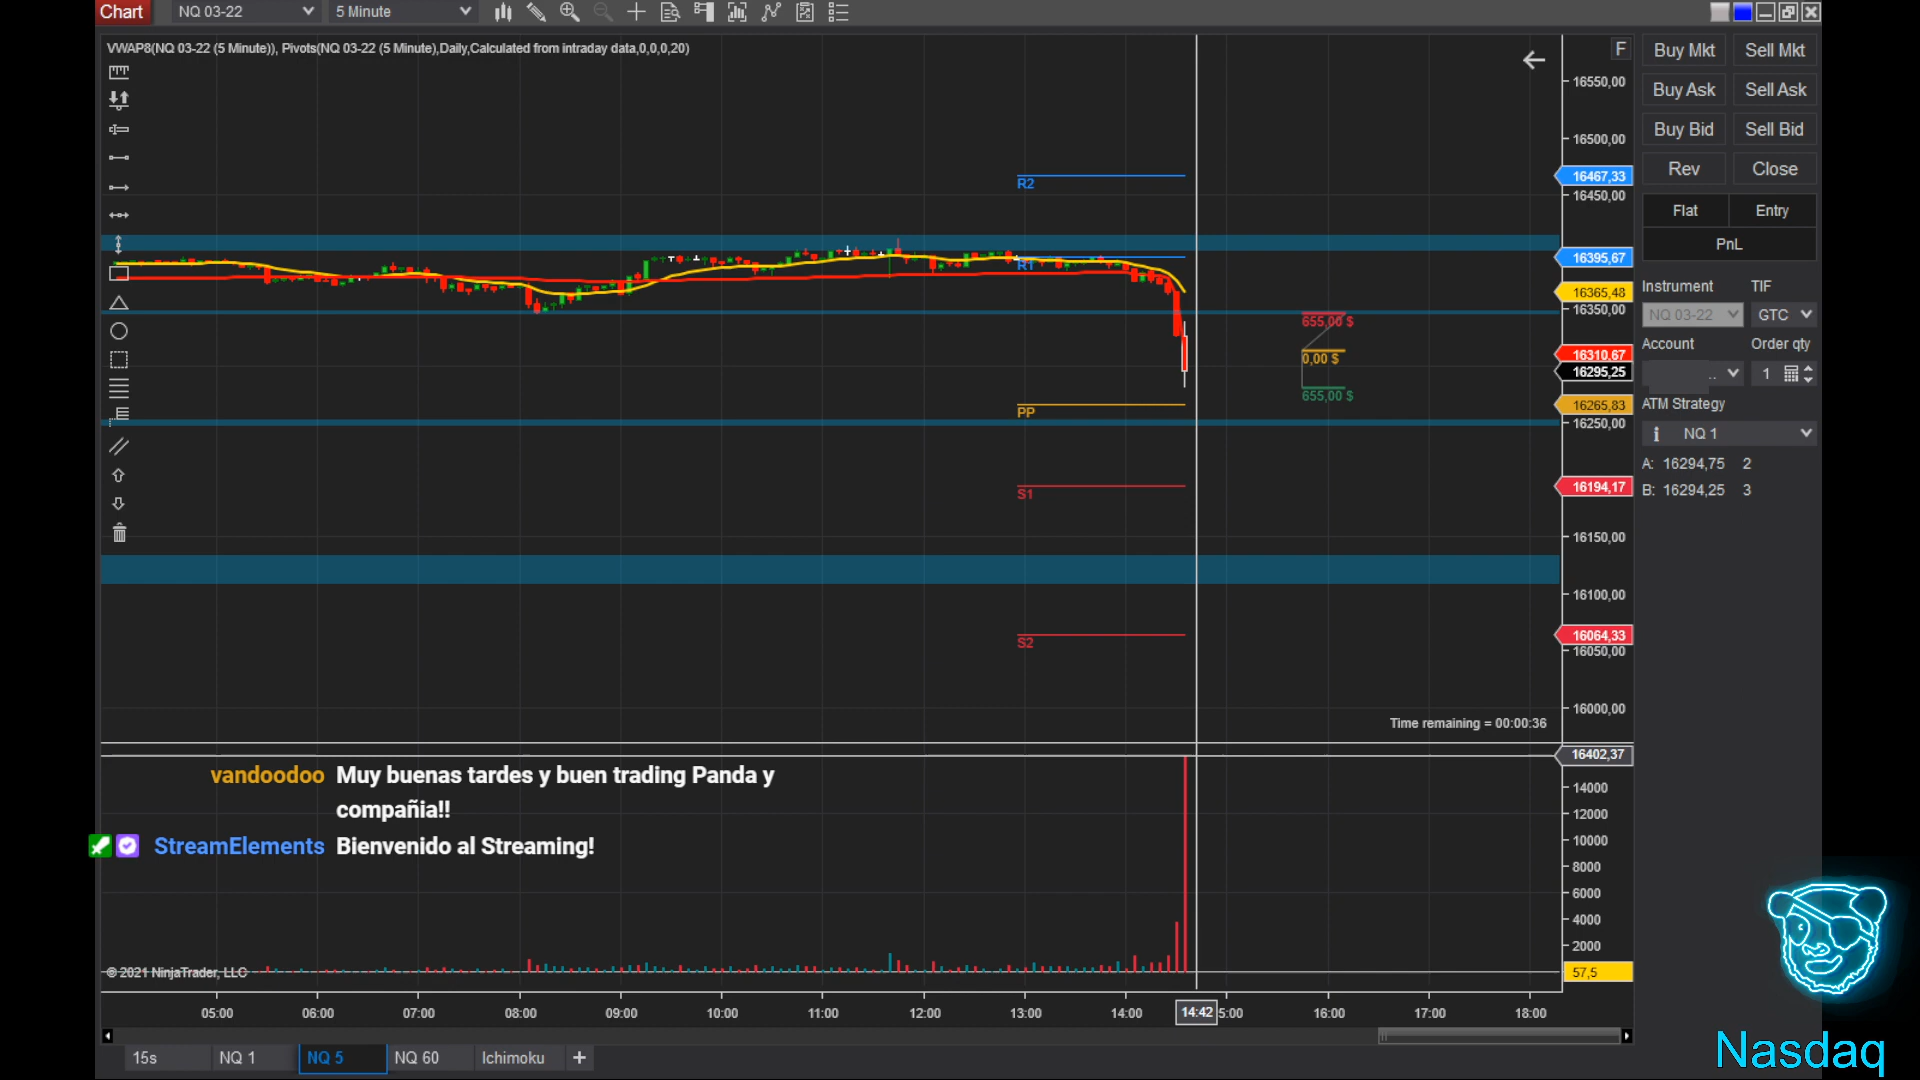 Chart NQ 03-22 5 Minute
VWAP8(NQ 03-22 (5 Minute)), Pivots(NQ 03-22 (5 Minute),Daily,Calculated from intraday data,0,0,0,20)
F
Buy Mkt Sell Mkt
Buy Ask Sell Ask
Buy Bid Sell Bid
Rev Close
Flat Entry
PnL
Instrument TIF
NQ 03-22 GTC
Account Order qty
.. 1
ATM Strategy
i NQ 1
A: 16294,75 2
B: 16294,25 3
16550,00
16500,00
16467,33
16450,00
16395,67
16365,48
16350,00
16310,67
16295,25
16265,83
16250,00
16194,17
16150,00
16100,00
16064,33
16050,00
16000,00
16402,37
14000
12000
10000
8000
6000
4000
2000
57,5
R2
R1
PP
S1
S2
655,00 $
0,00 $
655,00 $
Time remaining = 00:00:36
vandoodoo Muy buenas tardes y buen trading Panda y
compañia!!
StreamElements Bienvenido al Streaming!
© 2021 NinjaTrader, LLC
05:00 06:00 07:00 08:00 09:00 10:00 11:00 12:00 13:00 14:00 14:42 5:00 16:00 17:00 18:00
15s NQ 1 NQ 5 NQ 60 Ichimoku +
Nasdaq